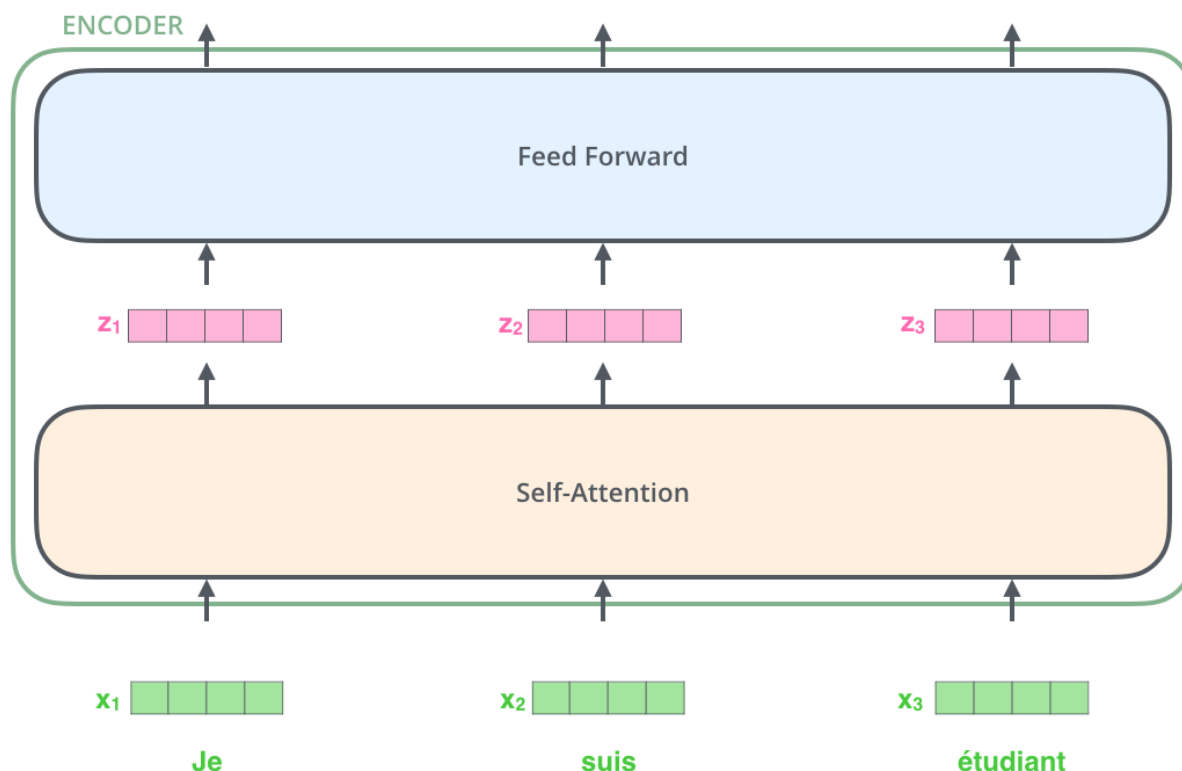 ENCODER
Feed Forward
z₁ z₂ z₃
Self-Attention
x₁ x₂ x₃
Je suis étudiant